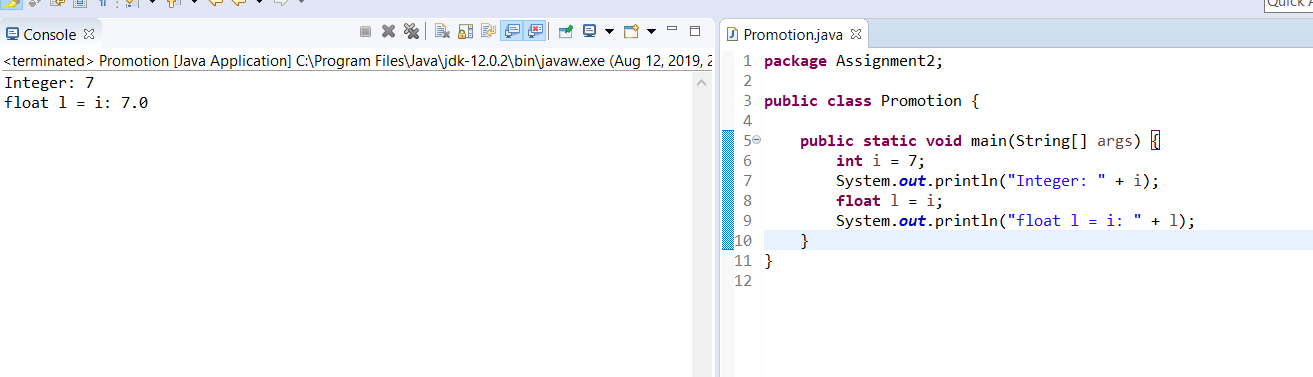 Quick A
Console
<terminated> Promotion [Java Application] C:\Program Files\Java\jdk-12.0.2\bin\javaw.exe (Aug 12, 2019, 2
Integer: 7
float l = i: 7.0
Promotion.java
1 package Assignment2;
2
3 public class Promotion {
4
5 public static void main(String[] args) {
6 int i = 7;
7 System.out.println("Integer: " + i);
8 float l = i;
9 System.out.println("float l = i: " + l);
10 }
11 }
12